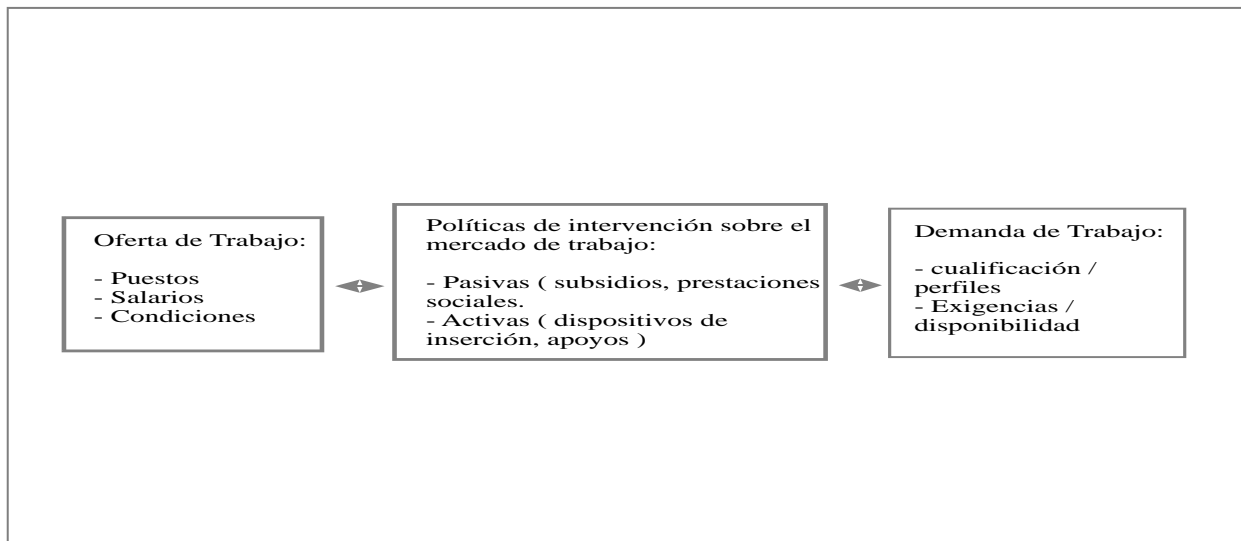 Oferta de Trabajo:
- Puestos
- Salarios
- Condiciones
Políticas de intervención sobre el
mercado de trabajo:
- Pasivas ( subsidios, prestaciones
sociales.
- Activas ( dispositivos de
inserción, apoyos )
Demanda de Trabajo:
- cualificación /
perfiles
- Exigencias /
disponibilidad